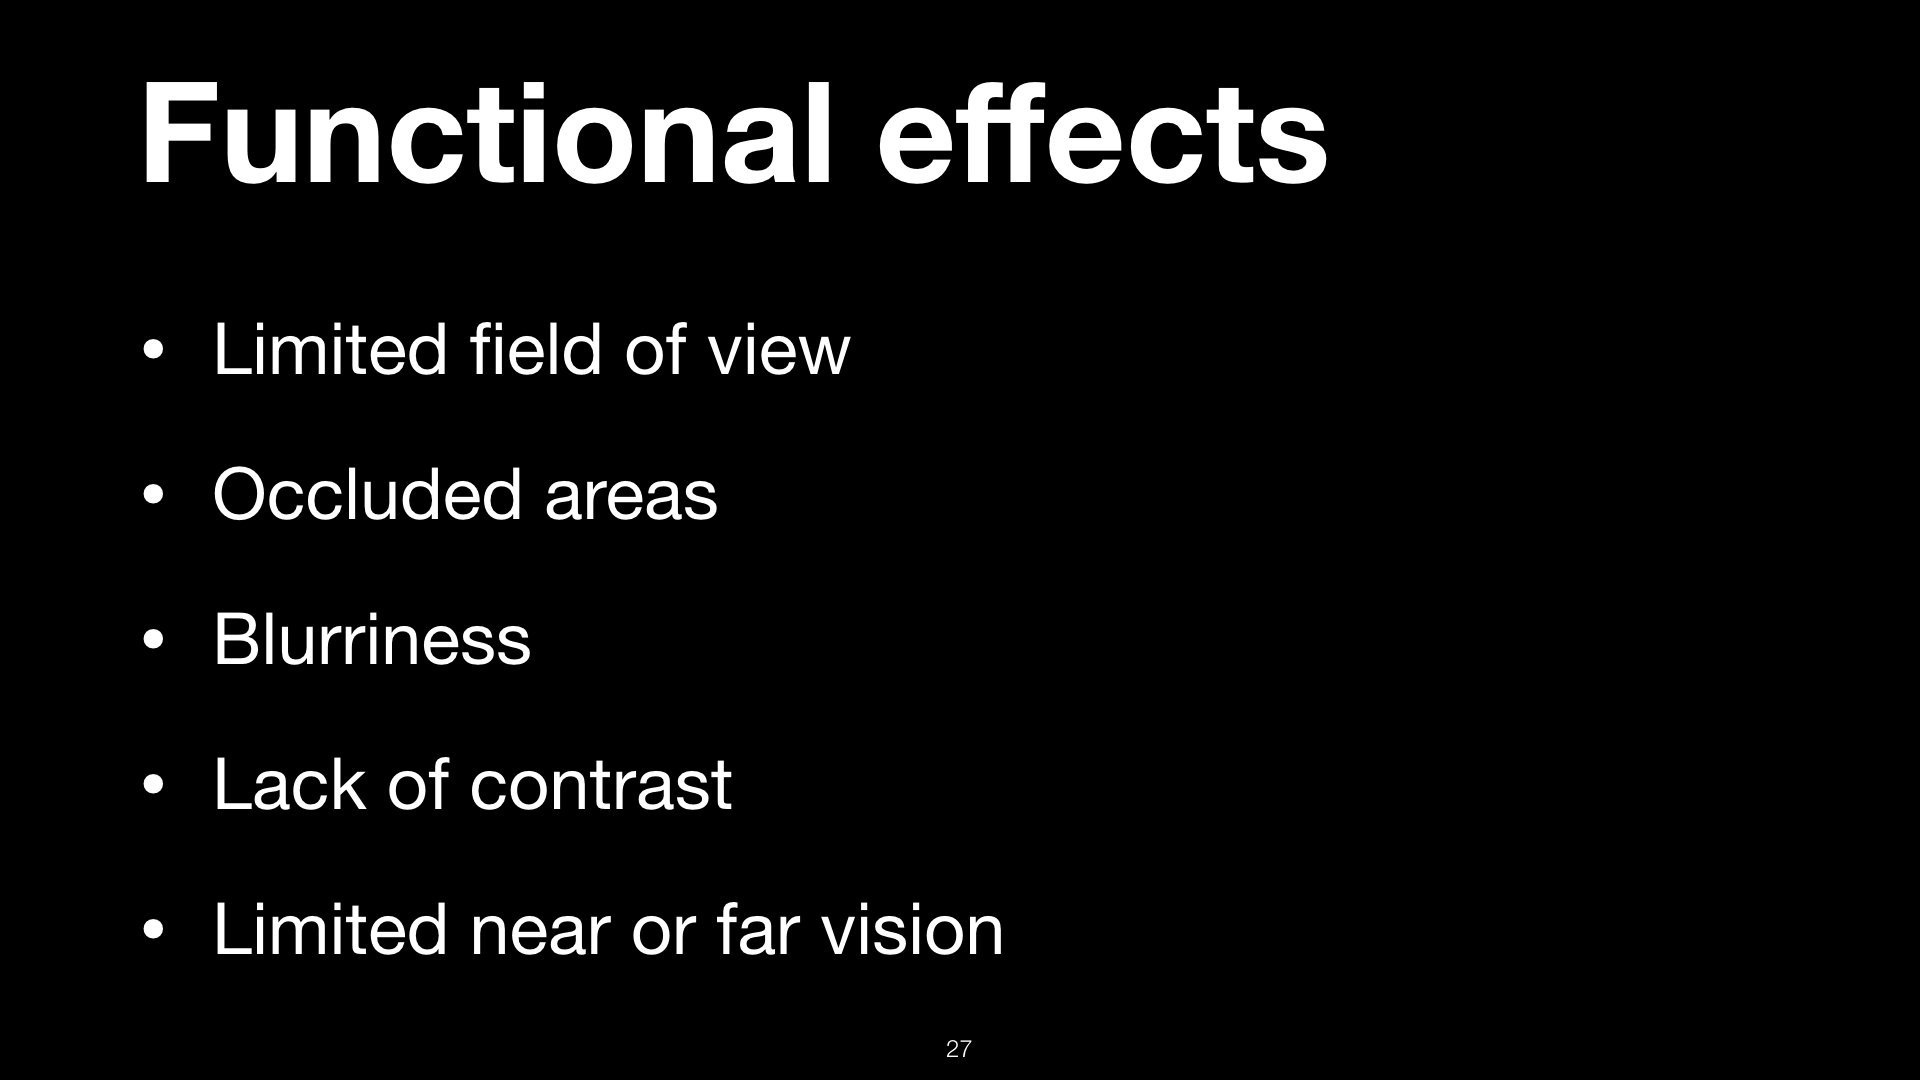 Functional effects
• Limited field of view
• Occluded areas
• Blurriness
• Lack of contrast
• Limited near or far vision
27